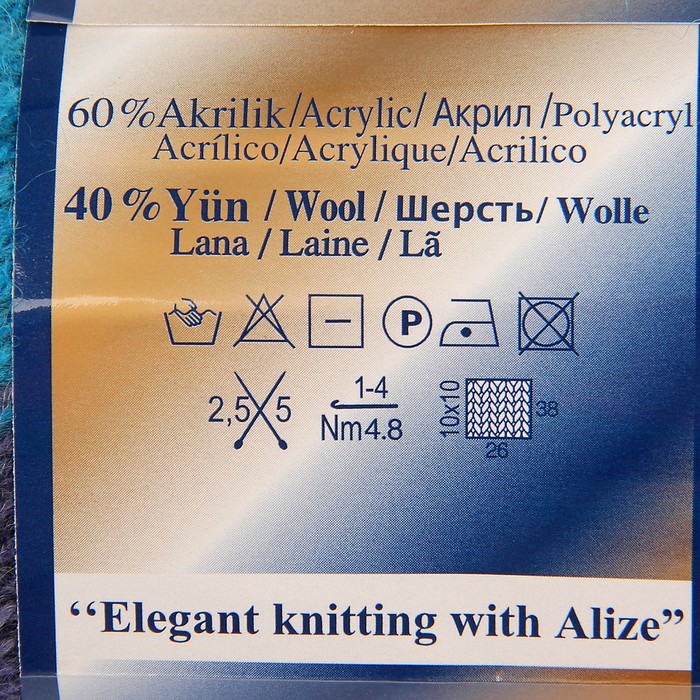 60% Akrilik/Acrylic/ Акрил /Polyacryl
Acrílico/Acrylique/Acrilico
40% Yün / Wool / Шерсть/ Wolle
Lana / Laine / Lã
P
2,5 5 1-4 10x10 38
Nm4.8
26
“Elegant knitting with Alize”